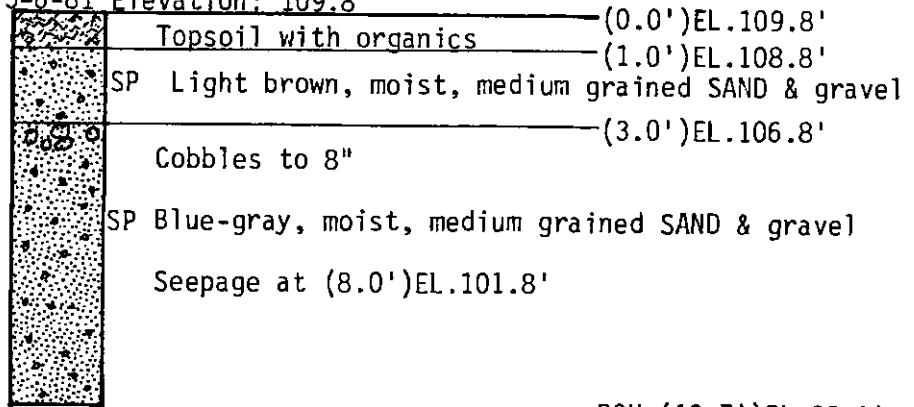 Elevation: 109.8
(0.0')EL.109.8'
Topsoil with organics
(1.0')EL.108.8'
SP Light brown, moist, medium grained SAND & gravel
(3.0')EL.106.8'
Cobbles to 8"
SP Blue-gray, moist, medium grained SAND & gravel
Seepage at (8.0')EL.101.8'